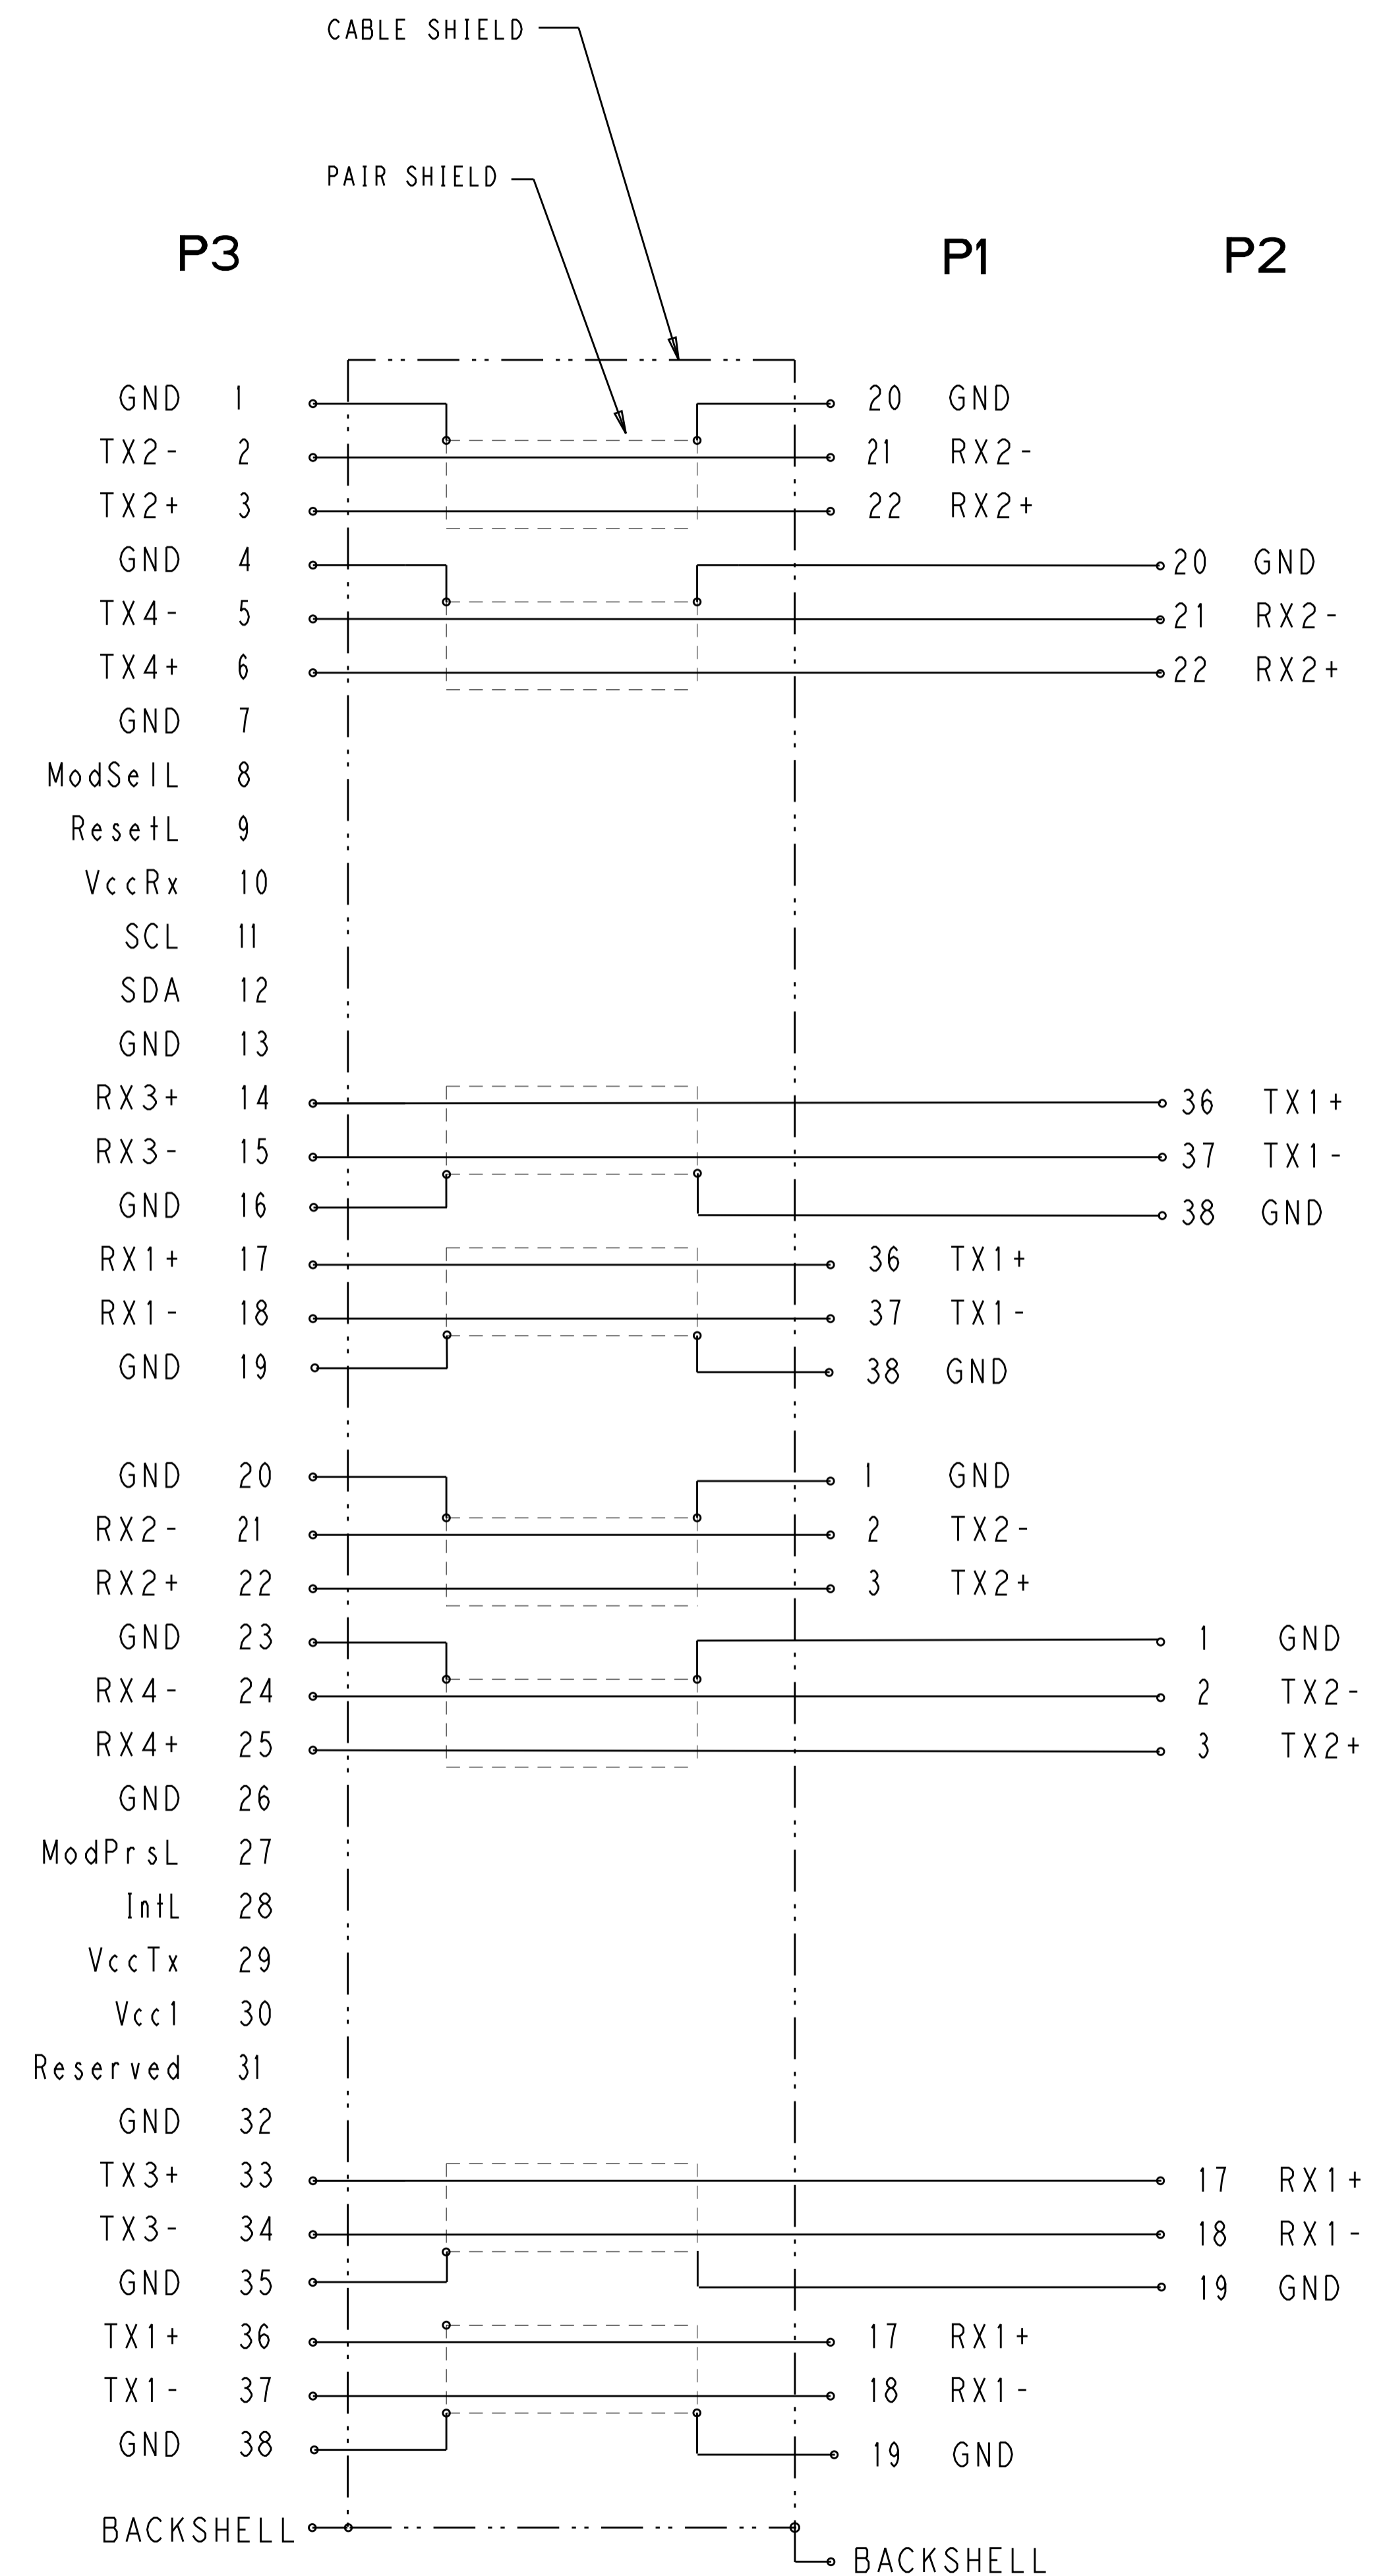 CABLE SHIELD
PAIR SHIELD
P3 P1 P2
GND 1 20 GND
TX2- 2 21 RX2-
TX2+ 3 22 RX2+
GND 4 20 GND
TX4- 5 21 RX2-
TX4+ 6 22 RX2+
GND 7
ModSelL 8
ResetL 9
VccRx 10
SCL 11
SDA 12
GND 13
RX3+ 14 36 TX1+
RX3- 15 37 TX1-
GND 16 38 GND
RX1+ 17 36 TX1+
RX1- 18 37 TX1-
GND 19 38 GND
GND 20 1 GND
RX2- 21 2 TX2-
RX2+ 22 3 TX2+
GND 23 1 GND
RX4- 24 2 TX2-
RX4+ 25 3 TX2+
GND 26
ModPrsL 27
IntL 28
VccTx 29
Vcc1 30
Reserved 31
GND 32
TX3+ 33 17 RX1+
TX3- 34 18 RX1-
GND 35 19 GND
TX1+ 36 17 RX1+
TX1- 37 18 RX1-
GND 38 19 GND
BACKSHELL
BACKSHELL